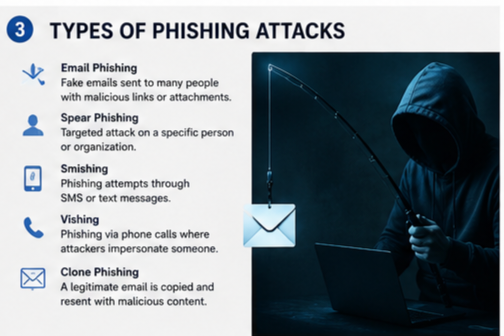 3 TYPES OF PHISHING ATTACKS
Email Phishing
Fake emails sent to many people
with malicious links or attachments.
Spear Phishing
Targeted attack on a specific person
or organization.
Smishing
Phishing attempts through
SMS or text messages.
Vishing
Phishing via phone calls where
attackers impersonate someone.
Clone Phishing
A legitimate email is copied and
resent with malicious content.